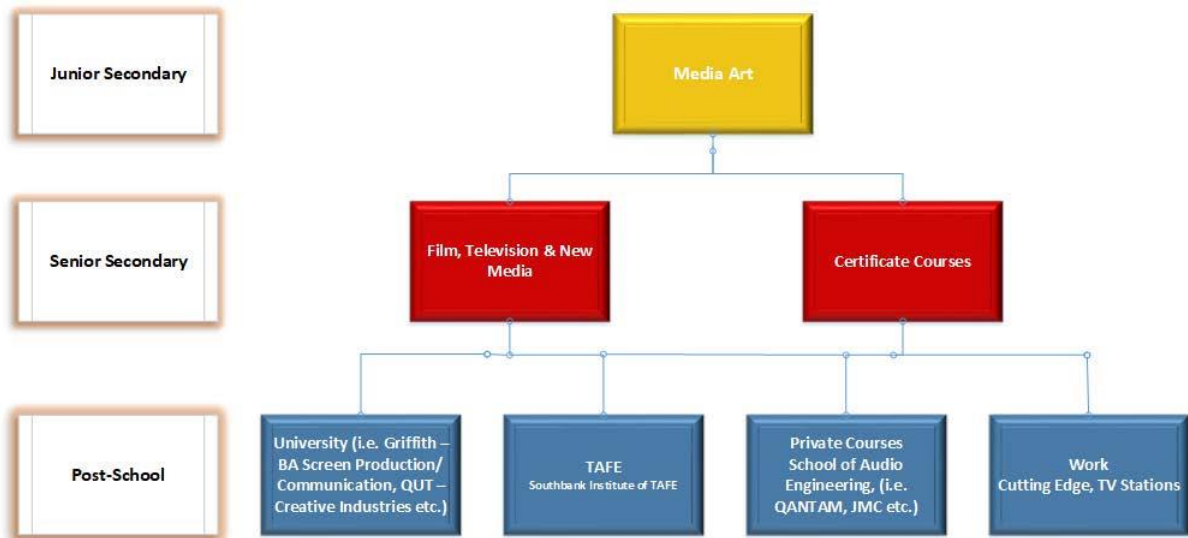 Junior Secondary
Media Art
Senior Secondary
Film, Television & New
Media
Certificate Courses
Post-School
University (i.e. Griffith –
BA Screen Production/
Communication, QUT –
Creative Industries etc.)
TAFE
Southbank Institute of TAFE
Private Courses
School of Audio
Engineering, (i.e.
QANTAM, JMC etc.)
Work
Cutting Edge, TV Stations